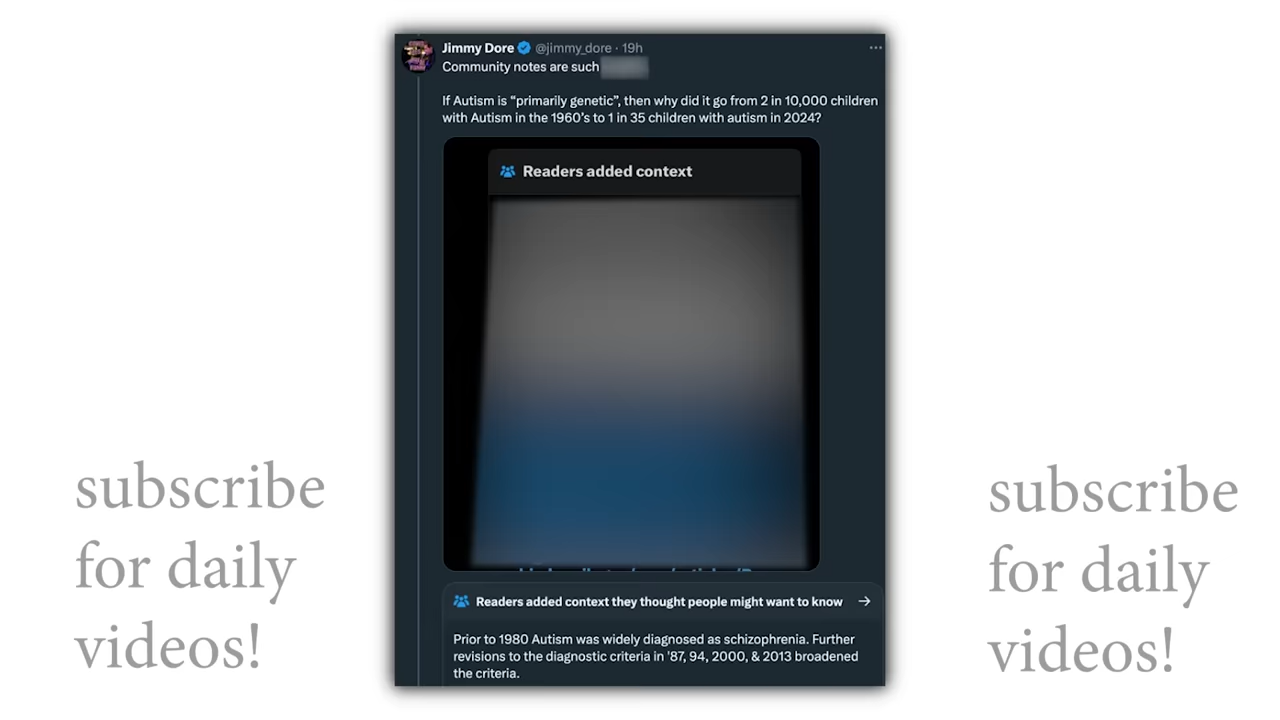 Jimmy Dore @jimmy_dore · 19h
Community notes are such
If Autism is “primarily genetic”, then why did it go from 2 in 10,000 children
with Autism in the 1960’s to 1 in 35 children with autism in 2024?
Readers added context
Readers added context they thought people might want to know
Prior to 1980 Autism was widely diagnosed as schizophrenia. Further
revisions to the diagnostic criteria in '87, 94, 2000, & 2013 broadened
the criteria.
subscribe
for daily
videos!
subscribe
for daily
videos!